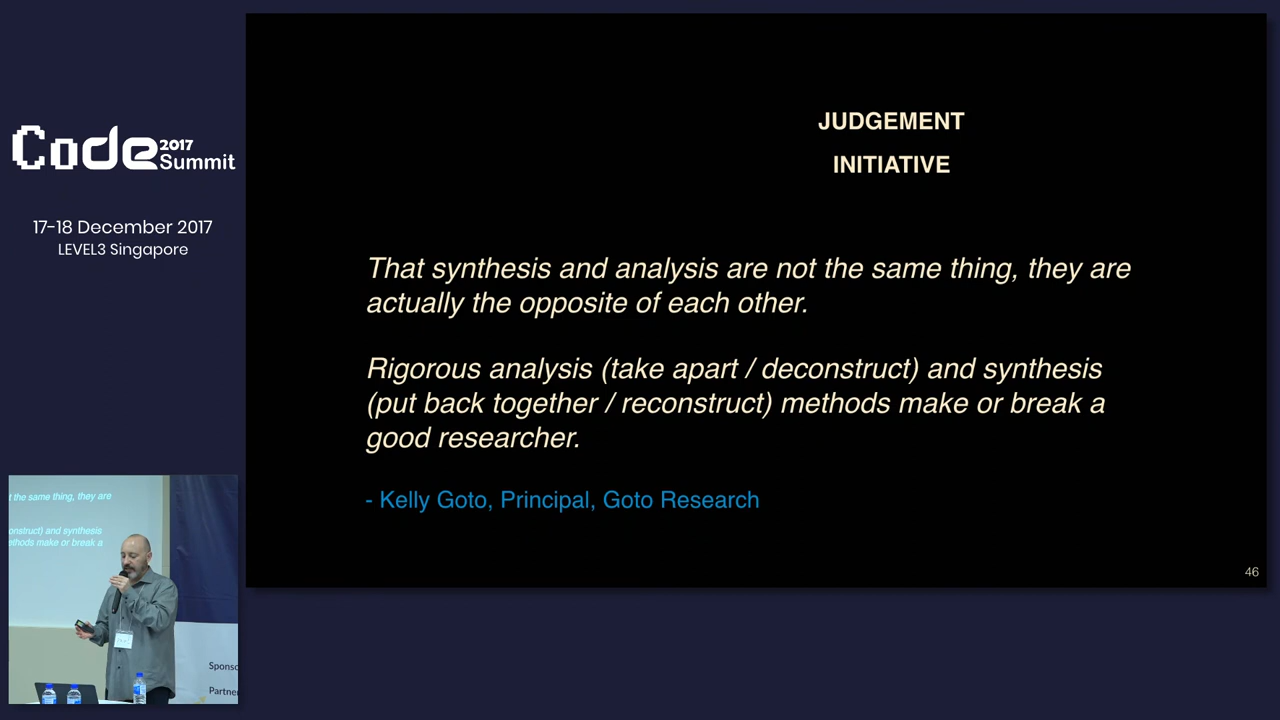 Code
2017
Summit
17-18 December 2017
LEVEL3 Singapore
JUDGEMENT
INITIATIVE
That synthesis and analysis are not the same thing, they are
actually the opposite of each other.
Rigorous analysis (take apart / deconstruct) and synthesis
(put back together / reconstruct) methods make or break a
good researcher.
- Kelly Goto, Principal, Goto Research
46
t the same thing, they are
onstruct) and synthesis
ethods make or break a
Sponso
Partne